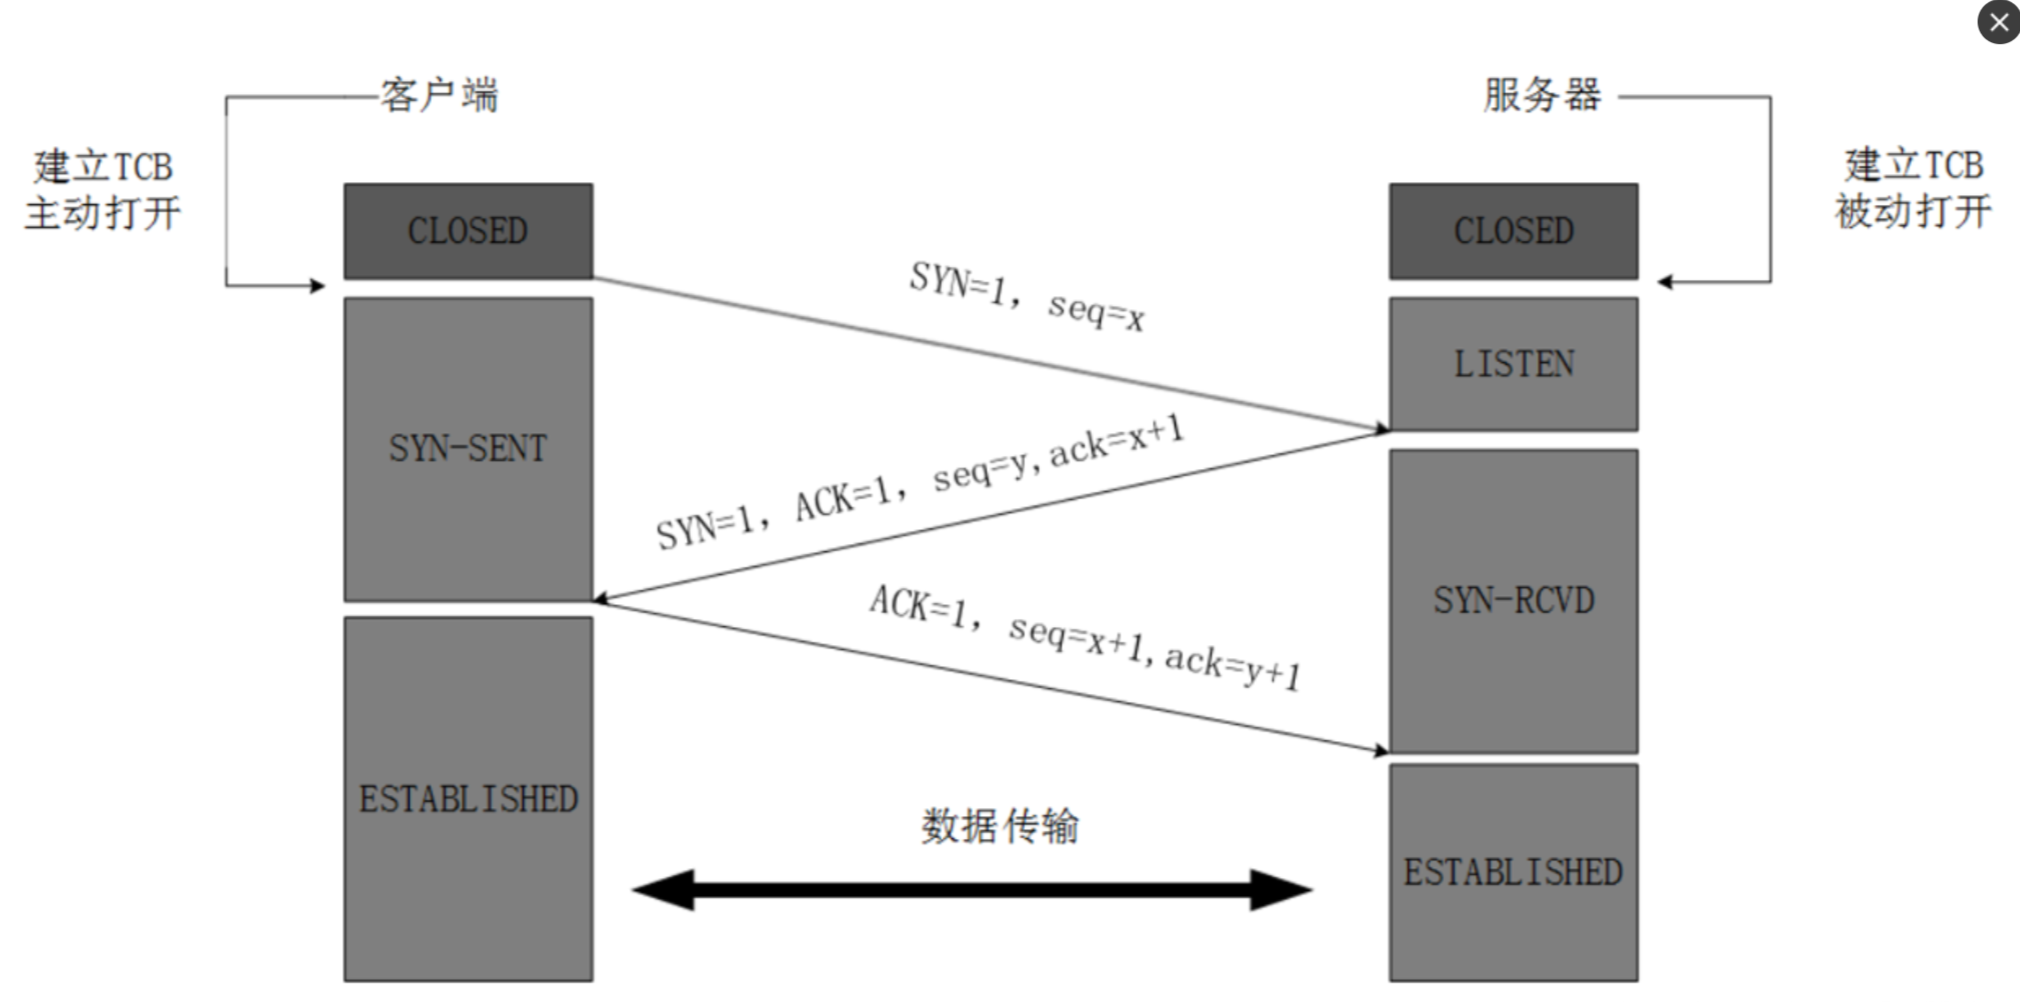 客户端
服务器
建立TCB
主动打开
建立TCB
被动打开
CLOSED
CLOSED
SYN=1, seq=x
LISTEN
SYN-SENT
SYN=1, ACK=1, seq=y,ack=x+1
ACK=1, seq=x+1,ack=y+1
SYN-RCVD
ESTABLISHED
数据传输
ESTABLISHED